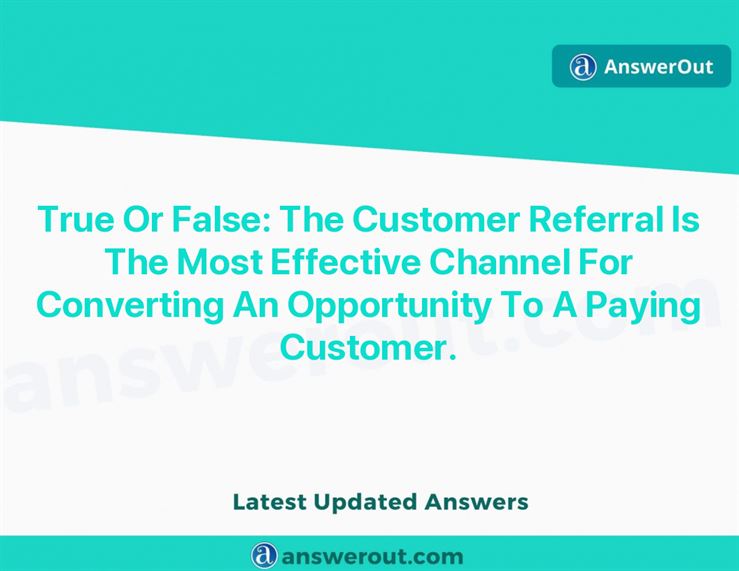 AnswerOut
True Or False: The Customer Referral Is
The Most Effective Channel For
Converting An Opportunity To A Paying
Customer.
answerout.com
Latest Updated Answers
answerout.com